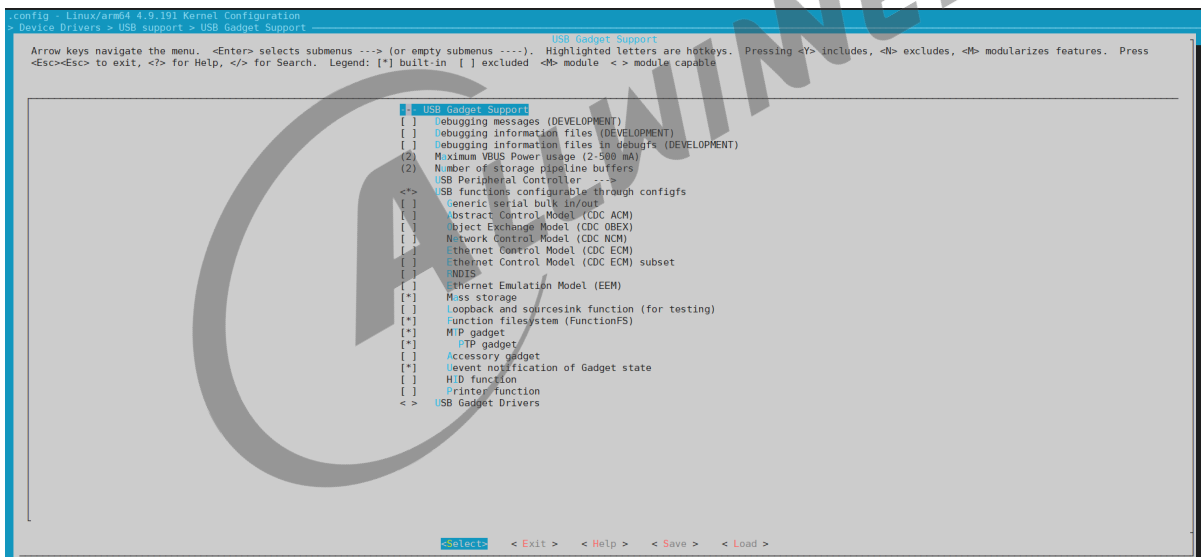 .config - Linux/arm64 4.9.191 Kernel Configuration
> Device Drivers > USB support > USB Gadget Support
USB Gadget Support
Arrow keys navigate the menu. <Enter> selects submenus ---> (or empty submenus ----). Highlighted letters are hotkeys. Pressing <Y> includes, <N> excludes, <M> modularizes features. Press
<Esc><Esc> to exit, <?> for Help, </> for Search. Legend: [*] built-in [ ] excluded <M> module < > module capable
--- USB Gadget Support
[ ] Debugging messages (DEVELOPMENT)
[ ] Debugging information files (DEVELOPMENT)
[ ] Debugging information files in debugfs (DEVELOPMENT)
(2) Maximum VBUS Power usage (2-500 mA)
(2) Number of storage pipeline buffers
USB Peripheral Controller --->
<*> USB functions configurable through configfs
[ ] Generic serial bulk in/out
[ ] Abstract Control Model (CDC ACM)
[ ] Object Exchange Model (CDC OBEX)
[ ] Network Control Model (CDC NCM)
[ ] Ethernet Control Model (CDC ECM)
[ ] Ethernet Control Model (CDC ECM) subset
[ ] RNDIS
[ ] Ethernet Emulation Model (EEM)
[*] Mass storage
[ ] Loopback and sourcesink function (for testing)
[*] Function filesystem (FunctionFS)
[*] MTP gadget
[*] PTP gadget
[ ] Accessory gadget
[*] Uevent notification of Gadget state
[ ] HID function
[ ] Printer function
< > USB Gadget Drivers
<Select> < Exit > < Help > < Save > < Load >
ALLWINNE